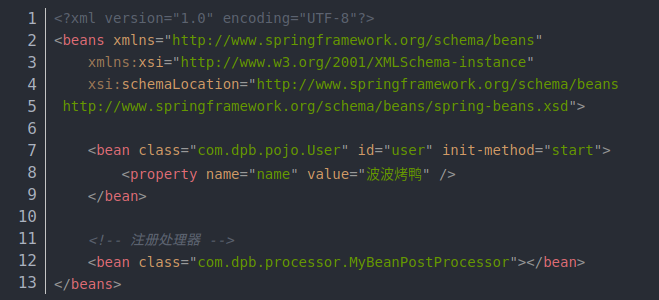 1 <?xml version="1.0" encoding="UTF-8"?>
2 <beans xmlns="http://www.springframework.org/schema/beans"
3     xmlns:xsi="http://www.w3.org/2001/XMLSchema-instance"
4     xsi:schemaLocation="http://www.springframework.org/schema/beans
5  http://www.springframework.org/schema/beans/spring-beans.xsd">
6
7     <bean class="com.dpb.pojo.User" id="user" init-method="start">
8         <property name="name" value="波波烤鸭" />
9     </bean>
10
11     <!-- 注册处理器 -->
12     <bean class="com.dpb.processor.MyBeanPostProcessor"></bean>
13 </beans>